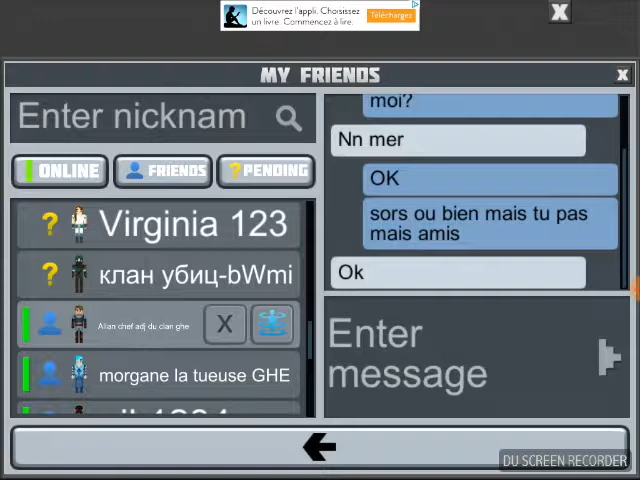 Découvrez l'appli. Choisissez
un livre. Commencez à lire.
Téléchargez
X
MY FRIENDS
X
Enter nicknam
ONLINE
FRIENDS
PENDING
? Virginia 123
? клан убиц-bWmi
Allan chef adj du clan ghe
X
morgane la tueuse GHE
moi?
Nn mer
OK
sors ou bien mais tu pas
mais amis
Ok
Enter
message
DU SCREEN RECORDER